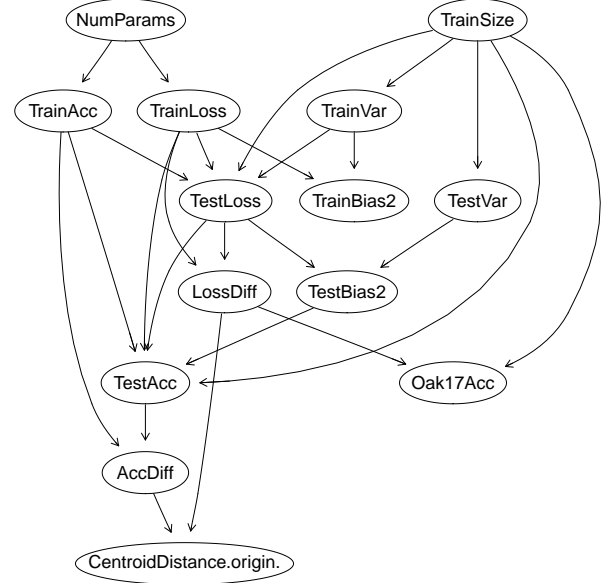 NumParams
TrainSize
TrainAcc
TrainLoss
TrainVar
TestLoss
TrainBias2
TestVar
LossDiff
TestBias2
TestAcc
Oak17Acc
AccDiff
CentroidDistance.origin.